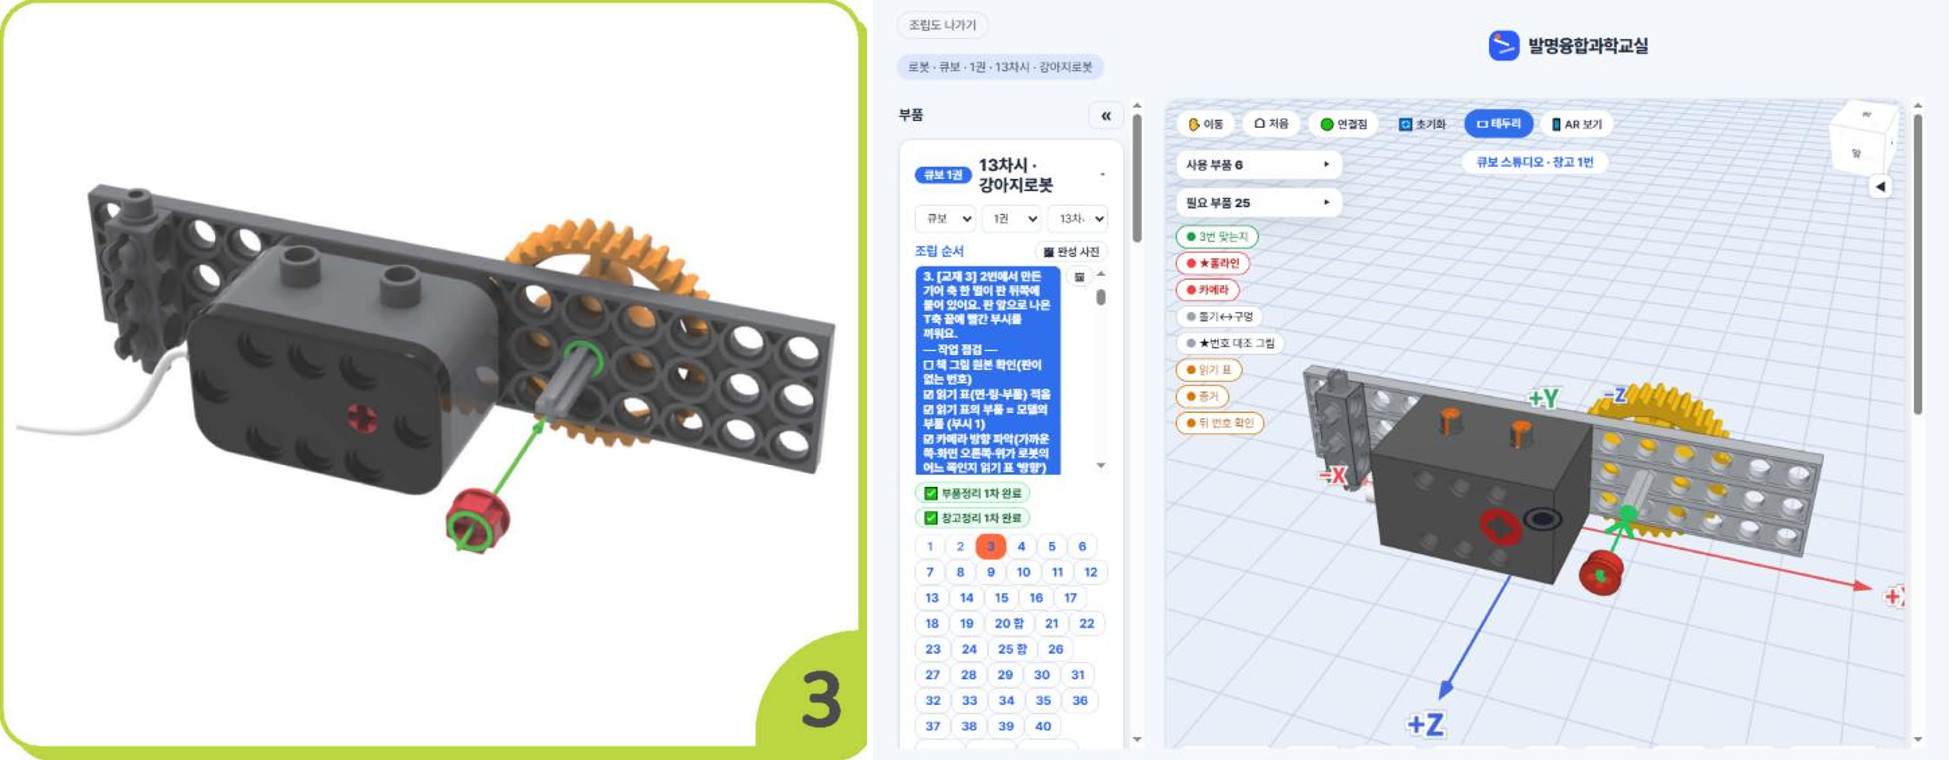 3
조립도 나가기
로봇 · 큐보 · 1권 · 13차시 · 강아지로봇
발명융합과학교실
부품
«
큐보 1권
13차시 ·
강아지로봇
큐보
1권
13차.
조립 순서
완성 사진
3. [교재 3] 2번에서 만든
기어 축 한 벌이 판 뒤쪽에
붙어 있어요. 판 앞으로 나온
T축 끝에 빨간 부시를
끼워요.
— 작업 점검 —
☐ 책 그림 원본 확인(판이
없는 번호)
☑ 읽기 표(면·링·부품) 적음
☑ 읽기 표의 부품 = 모델의
부품 (부시 1)
☑ 카메라 방향 파악(가까운
쪽·화면 오른쪽·위가 로봇의
어느 쪽인지 읽기 표 '방향')
부품정리 1차 완료
창고정리 1차 완료
1 2 3 4 5 6
7 8 9 10 11 12
13 14 15 16 17
18 19 20 합 21 22
23 24 25 합 26
27 28 29 30 31
32 33 34 35 36
37 38 39 40
이동
처음
연결점
초기화
테두리
AR 보기
사용 부품 6
큐보 스튜디오 · 창고 1번
필요 부품 25
3번 맞는지
★홀라인
카메라
돌기↔구멍
★번호 대조 그림
읽기 표
증거
뒤 번호 확인
앞
+Y
-Z
-X
+X
+Z